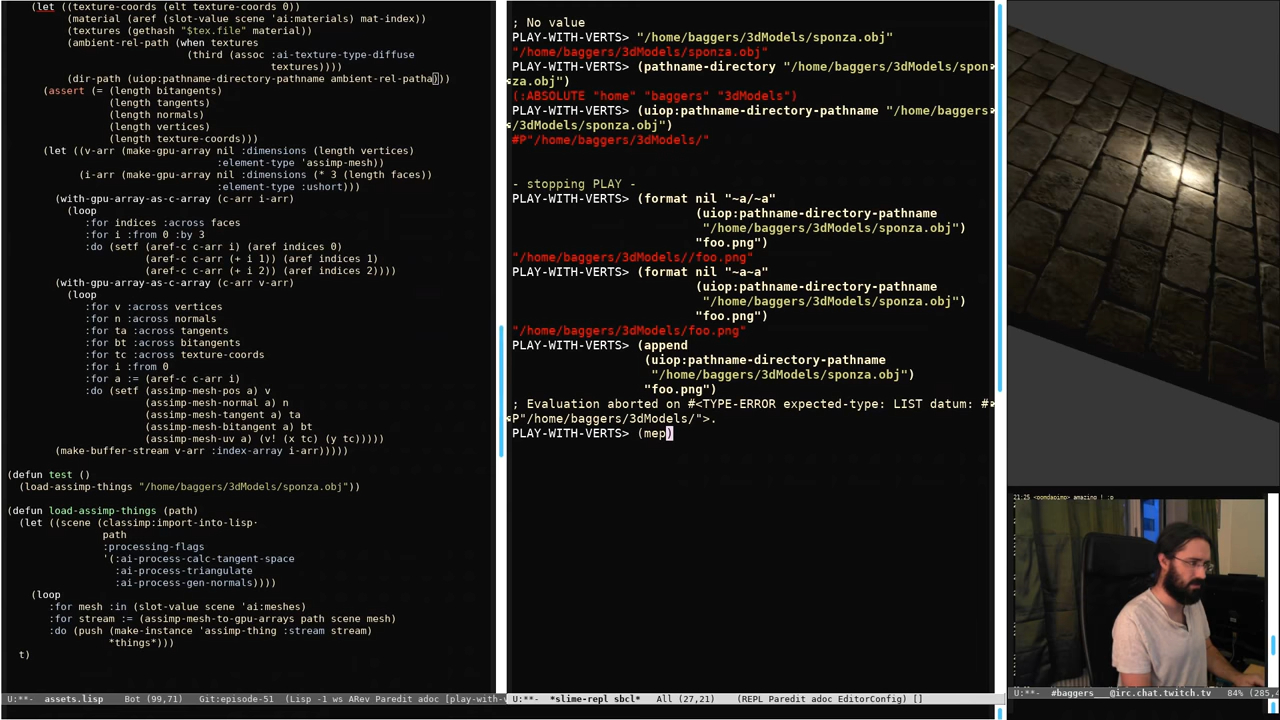 (let ((texture-coords (elt texture-coords 0))
(material (aref (slot-value scene 'ai:materials) mat-index))
(textures (gethash "$tex.file" material))
(ambient-rel-path (when textures
(third (assoc :ai-texture-type-diffuse
textures))))
(dir-path (uiop:pathname-directory-pathname ambient-rel-patha)))
(assert (= (length bitangents)
(length tangents)
(length normals)
(length vertices)
(length texture-coords)))
(let ((v-arr (make-gpu-array nil :dimensions (length vertices)
:element-type 'assimp-mesh))
(i-arr (make-gpu-array nil :dimensions (* 3 (length faces))
:element-type :ushort)))
(with-gpu-array-as-c-array (c-arr i-arr)
(loop
:for indices :across faces
:for i :from 0 :by 3
:do (setf (aref-c c-arr i) (aref indices 0)
(aref-c c-arr (+ i 1)) (aref indices 1)
(aref-c c-arr (+ i 2)) (aref indices 2))))
(with-gpu-array-as-c-array (c-arr v-arr)
(loop
:for v :across vertices
:for n :across normals
:for ta :across tangents
:for bt :across bitangents
:for tc :across texture-coords
:for i :from 0
:for a := (aref-c c-arr i)
:do (setf (assimp-mesh-pos a) v
(assimp-mesh-normal a) n
(assimp-mesh-tangent a) ta
(assimp-mesh-bitangent a) bt
(assimp-mesh-uv a) (v! (x tc) (y tc)))))
(make-buffer-stream v-arr :index-array i-arr)))))
(defun test ()
(load-assimp-things "/home/baggers/3dModels/sponza.obj"))
(defun load-assimp-things (path)
(let ((scene (classimp:import-into-lisp·
path
:processing-flags
'(:ai-process-calc-tangent-space
:ai-process-triangulate
:ai-process-gen-normals))))
(loop
:for mesh :in (slot-value scene 'ai:meshes)
:for stream := (assimp-mesh-to-gpu-arrays path scene mesh)
:do (push (make-instance 'assimp-thing :stream stream)
*things*)))
t)
U:**- assets.lisp Bot (99,71) Git:episode-51 (Lisp -1 ws ARev Paredit adoc [play-with-v
; No value
PLAY-WITH-VERTS> "/home/baggers/3dModels/sponza.obj"
"/home/baggers/3dModels/sponza.obj"
PLAY-WITH-VERTS> (pathname-directory "/home/baggers/3dModels/spon
za.obj")
(:ABSOLUTE "home" "baggers" "3dModels")
PLAY-WITH-VERTS> (uiop:pathname-directory-pathname "/home/baggers
/3dModels/sponza.obj")
#P"/home/baggers/3dModels/"
- stopping PLAY -
PLAY-WITH-VERTS> (format nil "~a/~a"
(uiop:pathname-directory-pathname
"/home/baggers/3dModels/sponza.obj")
"foo.png")
"/home/baggers/3dModels//foo.png"
PLAY-WITH-VERTS> (format nil "~a~a"
(uiop:pathname-directory-pathname
"/home/baggers/3dModels/sponza.obj")
"foo.png")
"/home/baggers/3dModels/foo.png"
PLAY-WITH-VERTS> (append
(uiop:pathname-directory-pathname
"/home/baggers/3dModels/sponza.obj")
"foo.png")
; Evaluation aborted on #<TYPE-ERROR expected-type: LIST datum: #
P"/home/baggers/3dModels/">.
PLAY-WITH-VERTS> (mep)
U:**- *slime-repl sbcl* All (27,21) (REPL Paredit adoc EditorConfig) []
21:25 amazing ! :o
U:**- #baggers___@irc.chat.twitch.tv 84% (285,